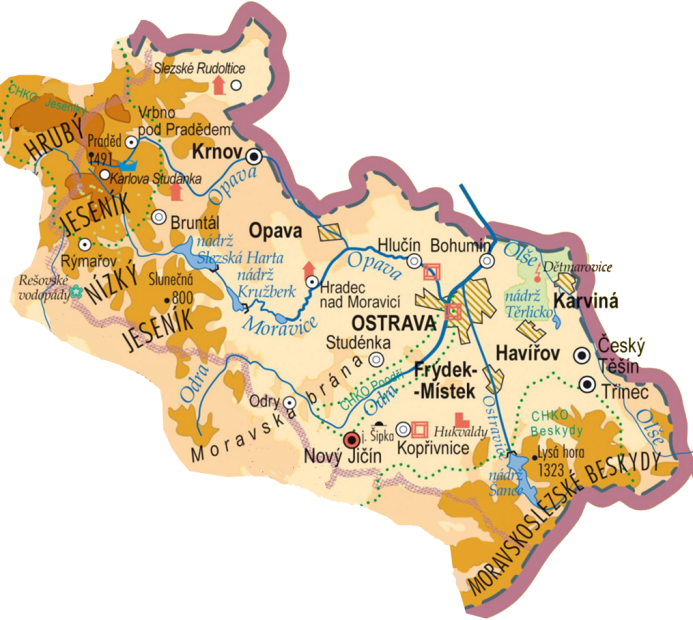 Slezské Rudoltice
CHKO Jeseníky
Vrbno
pod Pradědem
HRUBÝ
Praděd
1491
Krnov
Karlova Studánka
Opava
JESENÍK
Bruntál
Opava
Hlučín
Bohumín
Olše
nádrž
Slezská Harta
Opava
Rýmařov
Dětmarovice
nádrž
Kružberk
Rešovské
vodopády
NÍZKÝ
Slunečná
800
Hradec
nad Moravicí
nádrž
Těrlicko
Karviná
JESENÍK
Moravice
OSTRAVA
Studénka
Havířov
Český
Těšín
Frýdek-
-Místek
Třinec
Odra
Moravská brána
CHKO Poodří
Odra
Odry
Ostravice
CHKO
Beskydy
Olše
j. Šipka
Hukvaldy
Nový Jičín
Kopřivnice
Lysá hora
1323
nádrž
Šance
MORAVSKOSLEZSKÉ BESKYDY